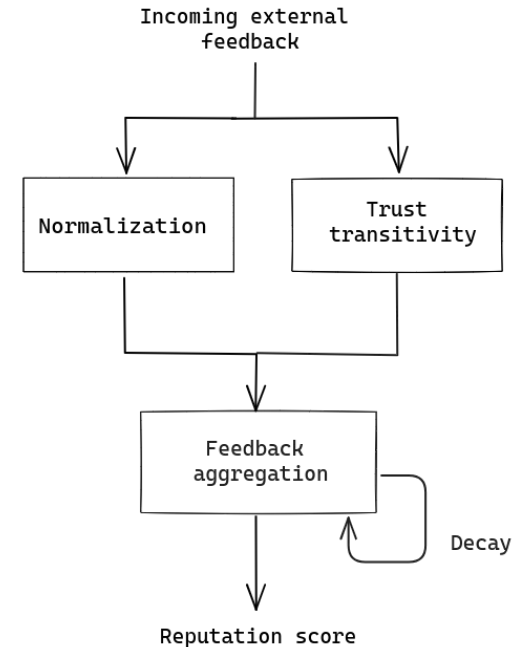 Incoming external
feedback
Normalization
Trust
transitivity
Feedback
aggregation
Decay
Reputation score